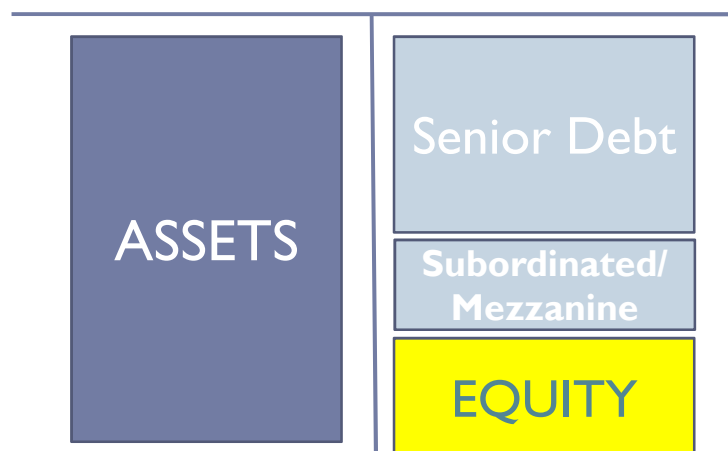 ASSETS
Senior Debt
Subordinated/
Mezzanine
EQUITY